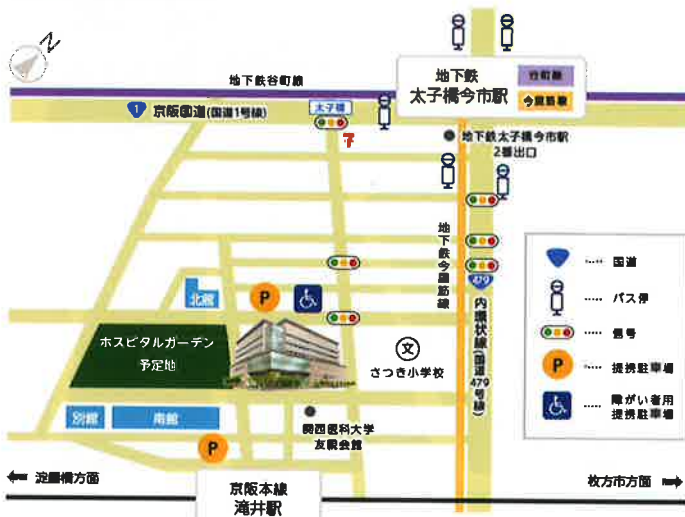 N
地下鉄谷町線
地下鉄
太子橋今市駅
谷町線
今里筋線
1 京阪国道(国道1号線)
太子橋
地下鉄太子橋今市駅
2番出口
地下鉄今里筋線
479
内環状線(国道479号線)
北館
P
ホスピタルガーデン
予定地
文
さつき小学校
別館
南館
関西医科大学
友親会館
P
国道
バス停
信号
P
提携駐車場
障がい者用
提携駐車場
淀屋橋方面
京阪本線
滝井駅
枚方市方面